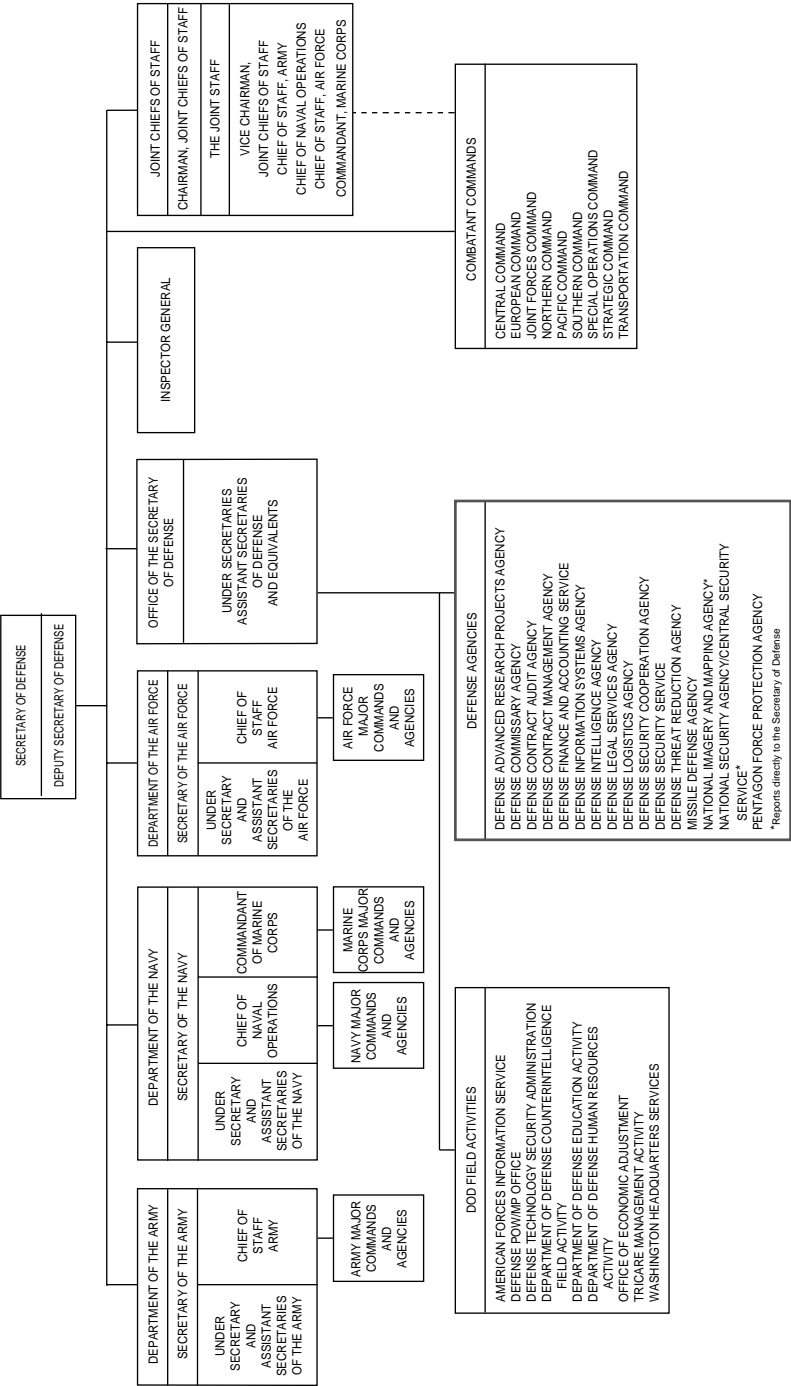 SECRETARY OF DEFENSE
DEPUTY SECRETARY OF DEFENSE
DEPARTMENT OF THE ARMY
SECRETARY OF THE ARMY
UNDER
SECRETARY
AND
ASSISTANT
SECRETARIES
OF THE ARMY
CHIEF OF
STAFF
ARMY
ARMY MAJOR
COMMANDS
AND
AGENCIES
DEPARTMENT OF THE NAVY
SECRETARY OF THE NAVY
UNDER
SECRETARY
AND
ASSISTANT
SECRETARIES
OF THE NAVY
CHIEF OF
NAVAL
OPERATIONS
COMMANDANT
OF MARINE
CORPS
NAVY MAJOR
COMMANDS
AND
AGENCIES
MARINE
CORPS MAJOR
COMMANDS
AND
AGENCIES
DEPARTMENT OF THE AIR FORCE
SECRETARY OF THE AIR FORCE
UNDER
SECRETARY
AND
ASSISTANT
SECRETARIES
OF THE
AIR FORCE
CHIEF OF
STAFF
AIR FORCE
AIR FORCE
MAJOR
COMMANDS
AND
AGENCIES
OFFICE OF THE SECRETARY
OF DEFENSE
UNDER SECRETARIES
ASSISTANT SECRETARIES
OF DEFENSE
AND EQUIVALENTS
INSPECTOR GENERAL
JOINT CHIEFS OF STAFF
CHAIRMAN, JOINT CHIEFS OF STAFF
THE JOINT STAFF
VICE CHAIRMAN,
JOINT CHIEFS OF STAFF
CHIEF OF STAFF, ARMY
CHIEF OF NAVAL OPERATIONS
CHIEF OF STAFF, AIR FORCE
COMMANDANT, MARINE CORPS
DOD FIELD ACTIVITIES
AMERICAN FORCES INFORMATION SERVICE
DEFENSE POW/MP OFFICE
DEFENSE TECHNOLOGY SECURITY ADMINISTRATION
DEPARTMENT OF DEFENSE COUNTERINTELLIGENCE
FIELD ACTIVITY
DEPARTMENT OF DEFENSE EDUCATION ACTIVITY
DEPARTMENT OF DEFENSE HUMAN RESOURCES
ACTIVITY
OFFICE OF ECONOMIC ADJUSTMENT
TRICARE MANAGEMENT ACTIVITY
WASHINGTON HEADQUARTERS SERVICES
DEFENSE AGENCIES
DEFENSE ADVANCED RESEARCH PROJECTS AGENCY
DEFENSE COMMISSARY AGENCY
DEFENSE CONTRACT AUDIT AGENCY
DEFENSE CONTRACT MANAGEMENT AGENCY
DEFENSE FINANCE AND ACCOUNTING SERVICE
DEFENSE INFORMATION SYSTEMS AGENCY
DEFENSE INTELLIGENCE AGENCY
DEFENSE LEGAL SERVICES AGENCY
DEFENSE LOGISTICS AGENCY
DEFENSE SECURITY COOPERATION AGENCY
DEFENSE SECURITY SERVICE
DEFENSE THREAT REDUCTION AGENCY
MISSILE DEFENSE AGENCY
NATIONAL IMAGERY AND MAPPING AGENCY*
NATIONAL SECURITY AGENCY/CENTRAL SECURITY
SERVICE*
PENTAGON FORCE PROTECTION AGENCY
*Reports directly to the Secretary of Defense
COMBATANT COMMANDS
CENTRAL COMMAND
EUROPEAN COMMAND
JOINT FORCES COMMAND
NORTHERN COMMAND
PACIFIC COMMAND
SOUTHERN COMMAND
SPECIAL OPERATIONS COMMAND
STRATEGIC COMMAND
TRANSPORTATION COMMAND